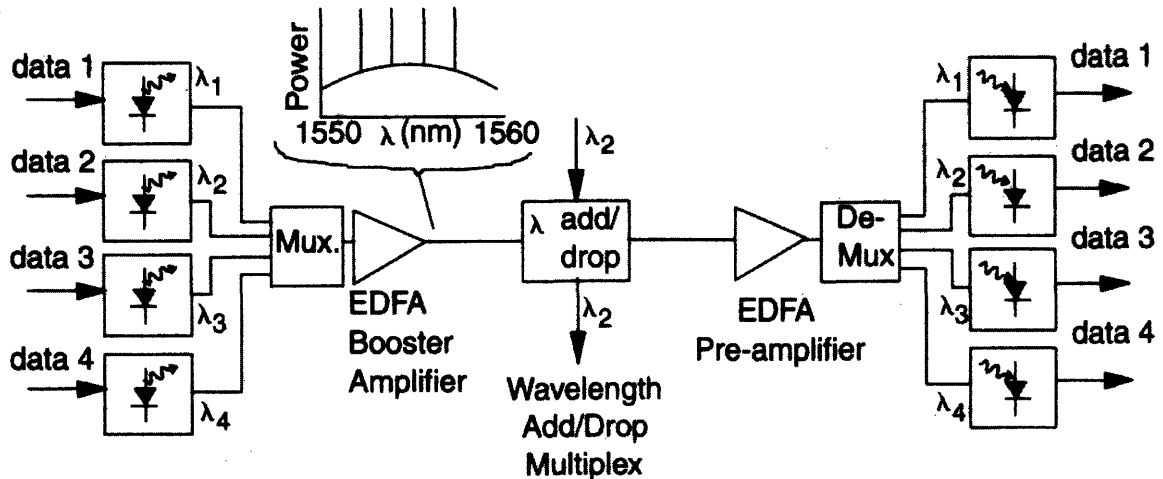 Power
1550 λ (nm) 1560
data 1
λ1
data 2
λ2
data 3
λ3
data 4
λ4
Mux.
EDFA
Booster
Amplifier
λ2
λ add/
drop
λ2
Wavelength
Add/Drop
Multiplex
EDFA
Pre-amplifier
De-
Mux
λ1
data 1
λ2
data 2
λ3
data 3
λ4
data 4